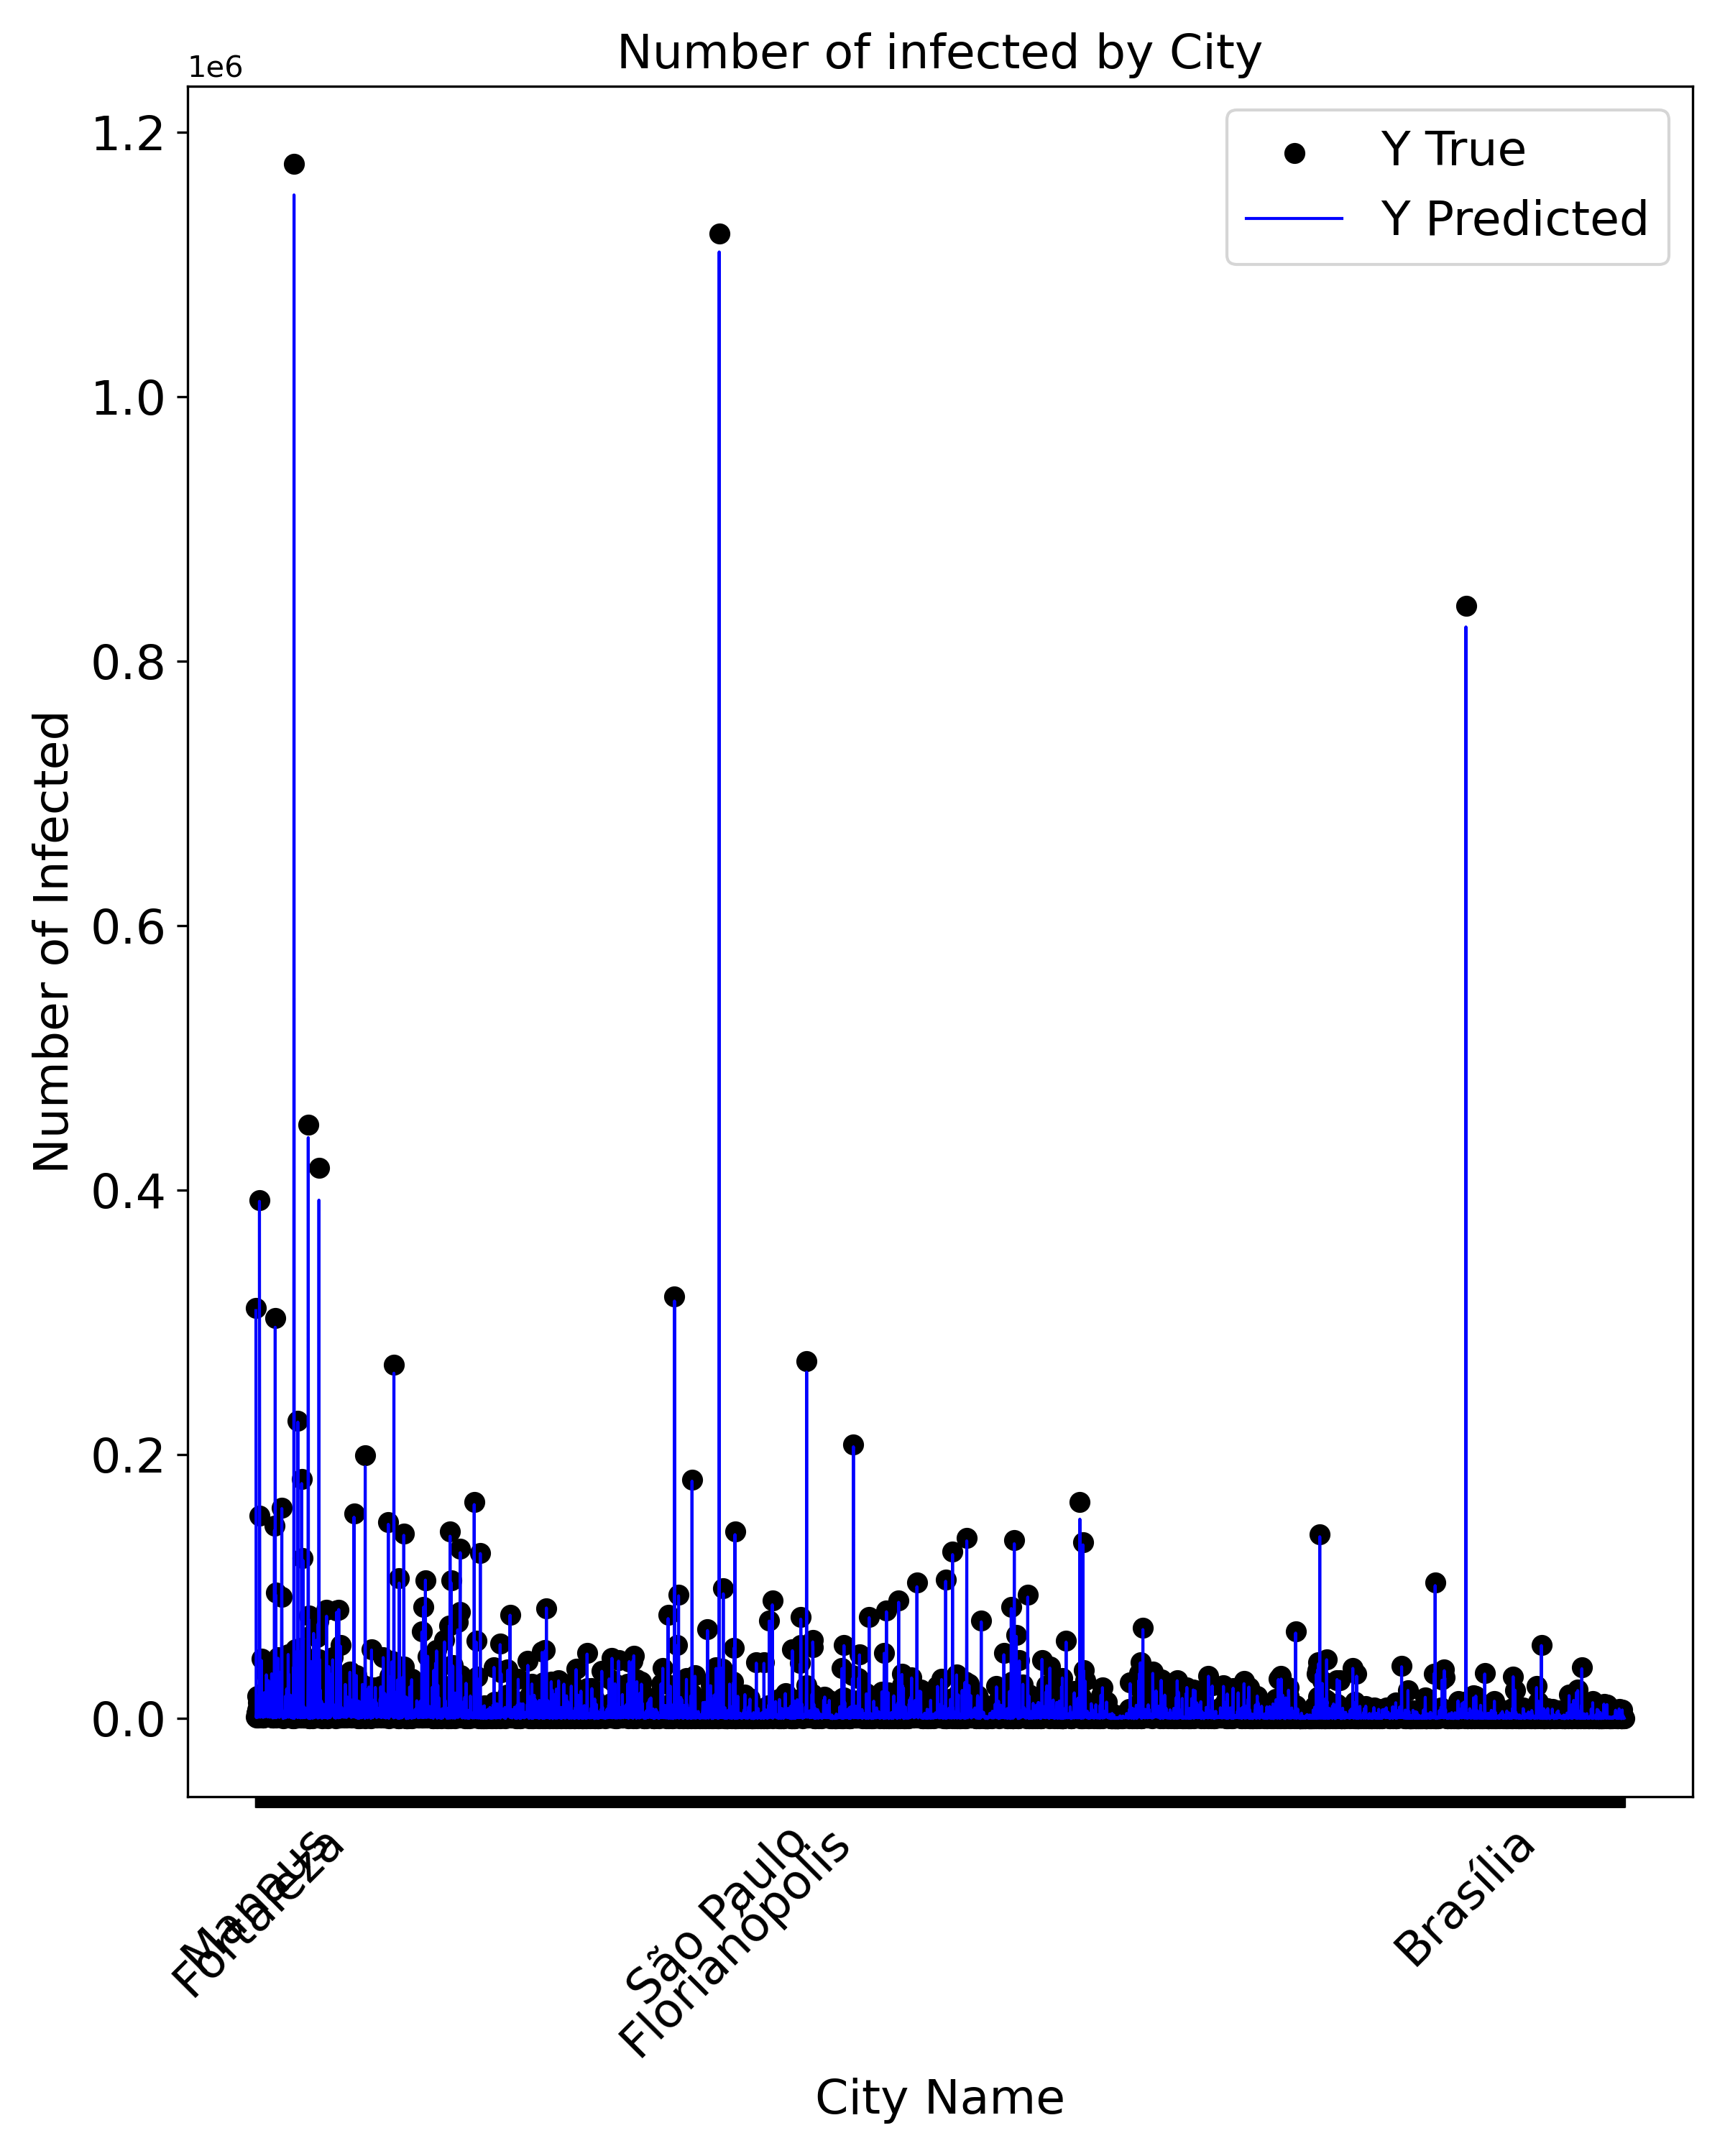 Number of infected by City
1e6
Y True
Y Predicted
1.2
1.0
0.8
0.6
0.4
0.2
0.0
Number of Infected
Manaus
Fortaleza
São Paulo
Florianópolis
Brasília
City Name